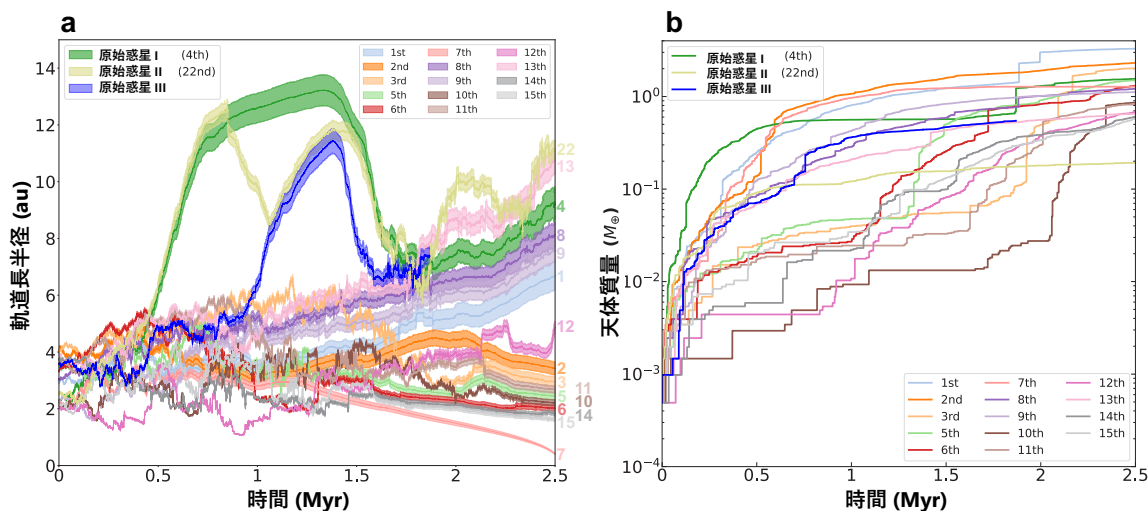 a
軌道長半径 (au)
14
12
10
8
6
4
2
0
原始惑星 I (4th)
原始惑星 II (22nd)
原始惑星 III
1st 7th 12th
2nd 8th 13th
3rd 9th 14th
5th 10th 15th
6th 11th
22
13
4
8
9
1
12
2
3
11
5
10
6
14
15
7
0 0.5 1 1.5 2 2.5
時間 (Myr)
b
天体質量 (M⊕)
10⁰
10⁻¹
10⁻²
10⁻³
10⁻⁴
原始惑星 I (4th)
原始惑星 II (22nd)
原始惑星 III
1st 7th 12th
2nd 8th 13th
3rd 9th 14th
5th 10th 15th
6th 11th
0 0.5 1 1.5 2 2.5
時間 (Myr)